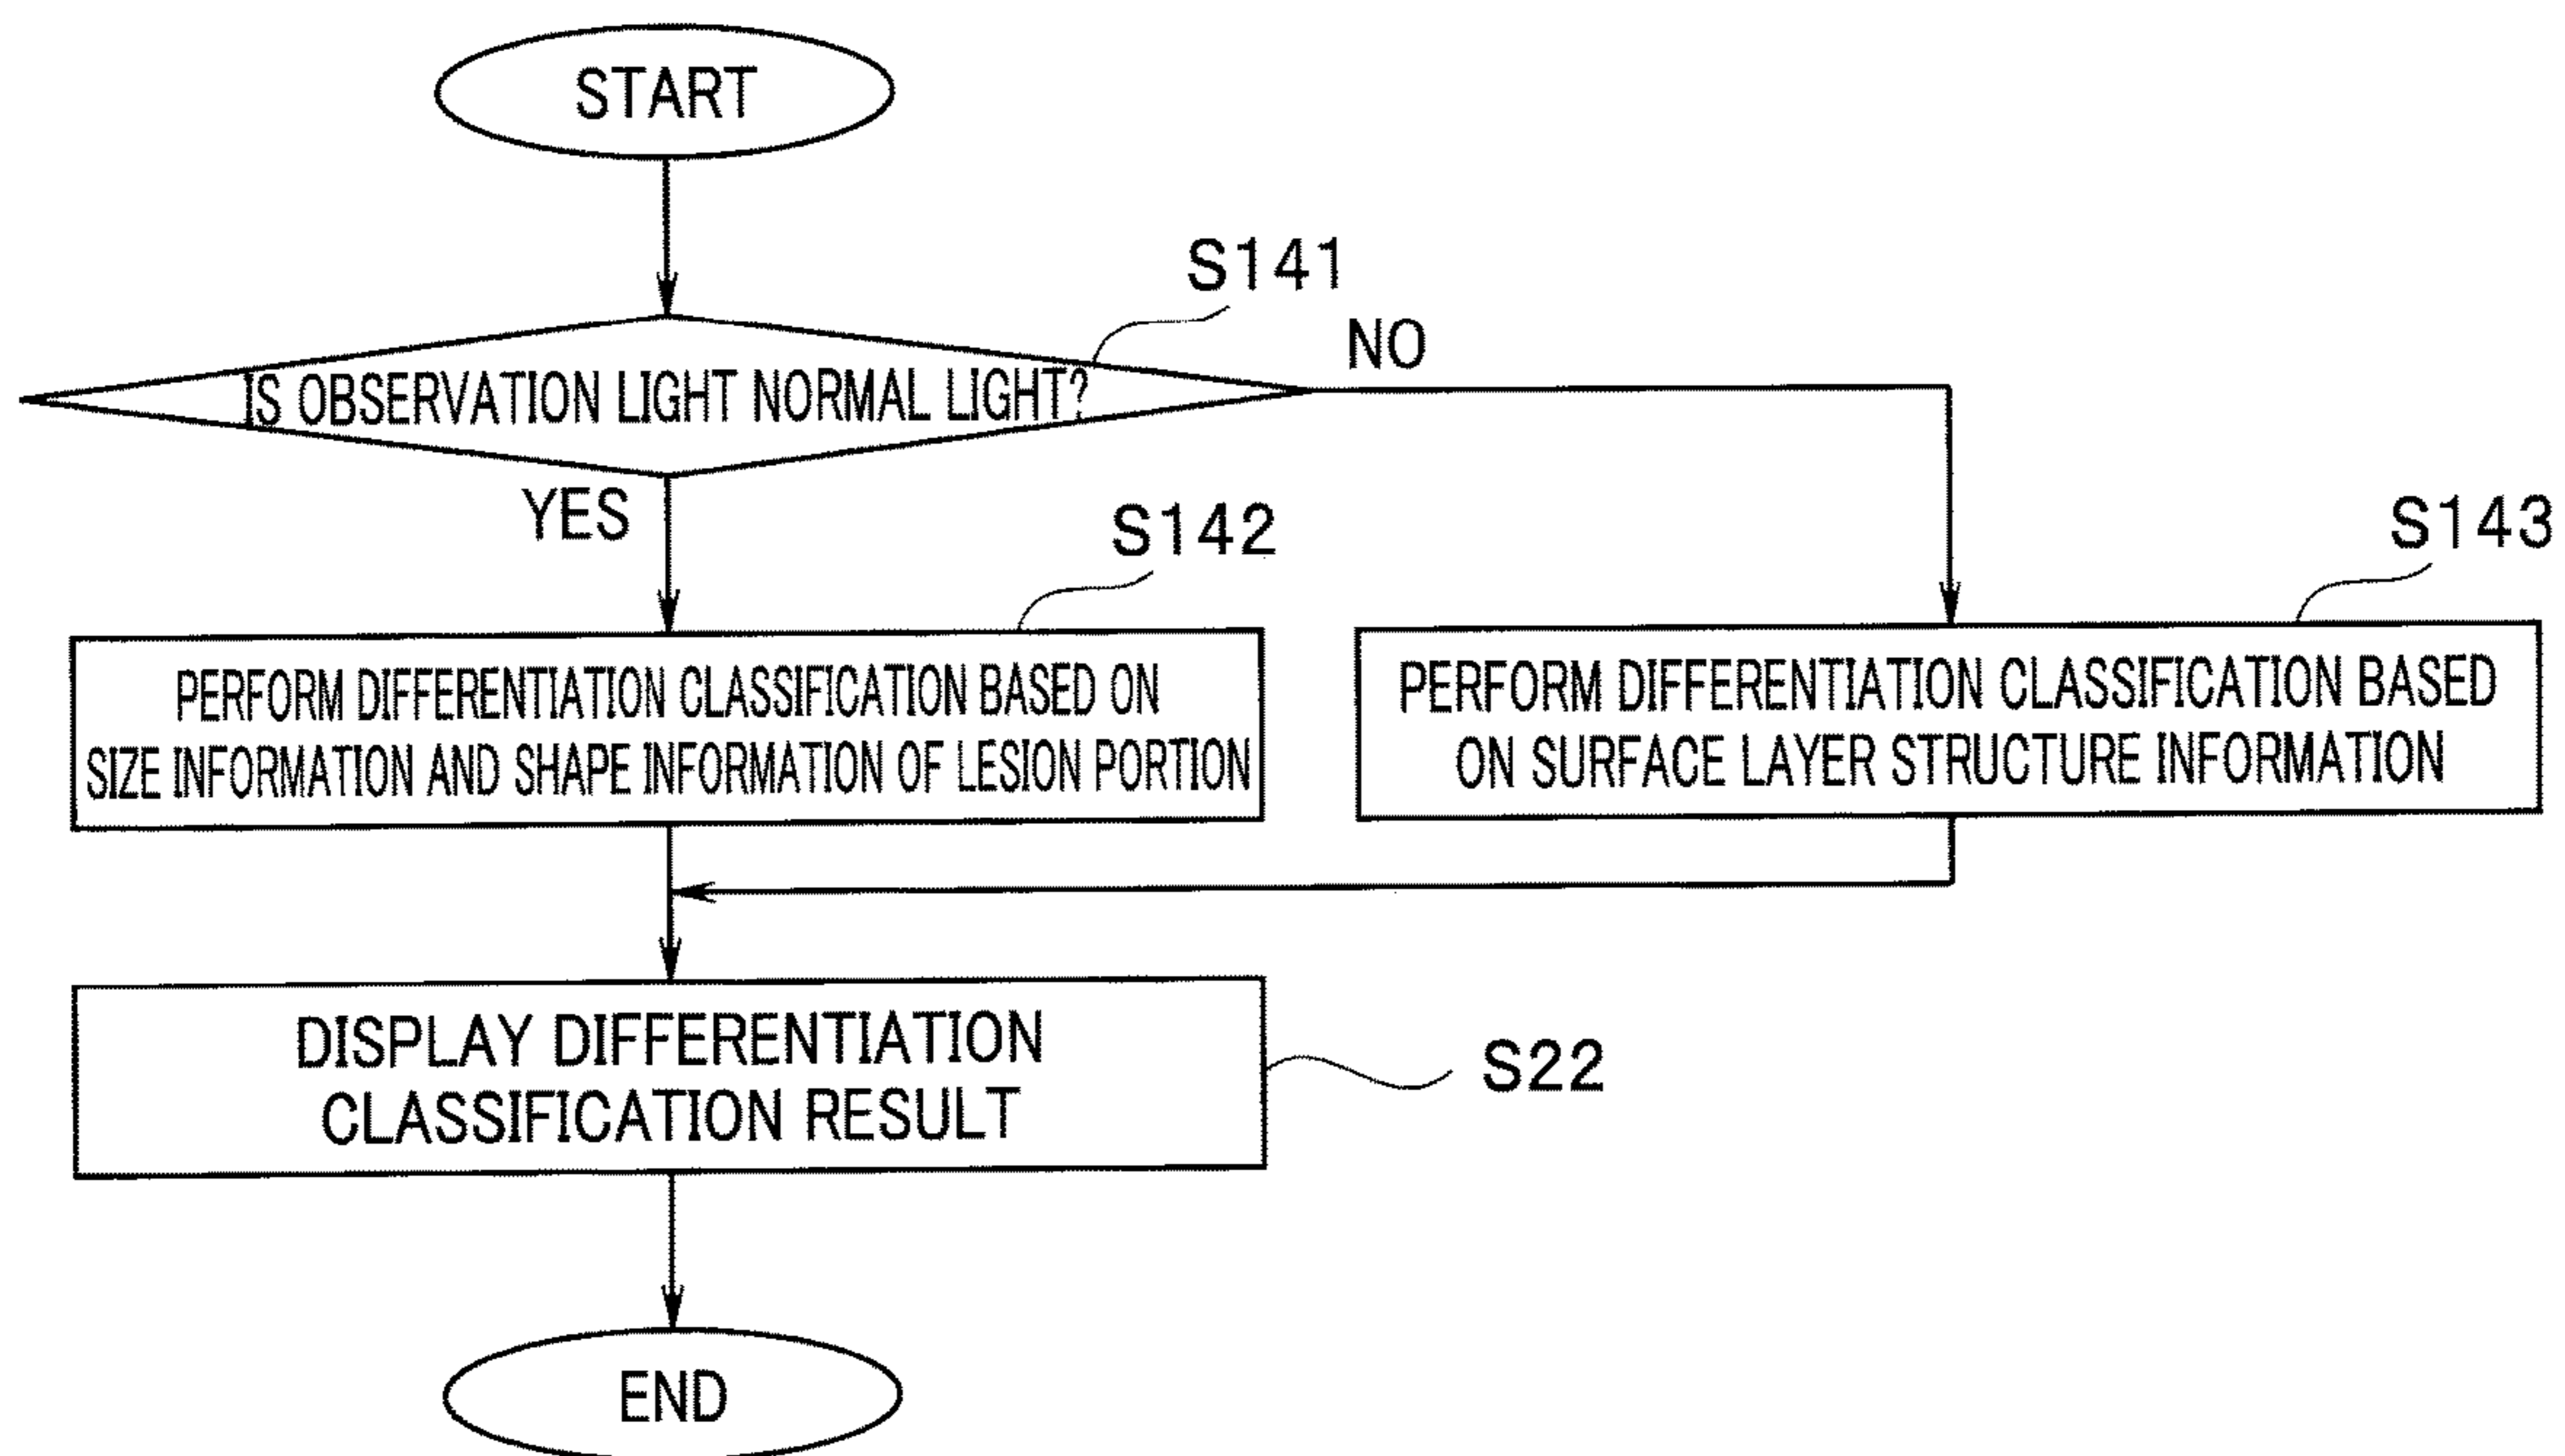 START
S141
IS OBSERVATION LIGHT NORMAL LIGHT?
NO
YES
S142
PERFORM DIFFERENTIATION CLASSIFICATION BASED ON
SIZE INFORMATION AND SHAPE INFORMATION OF LESION PORTION
S143
PERFORM DIFFERENTIATION CLASSIFICATION BASED
ON SURFACE LAYER STRUCTURE INFORMATION
DISPLAY DIFFERENTIATION
CLASSIFICATION RESULT
S22
END